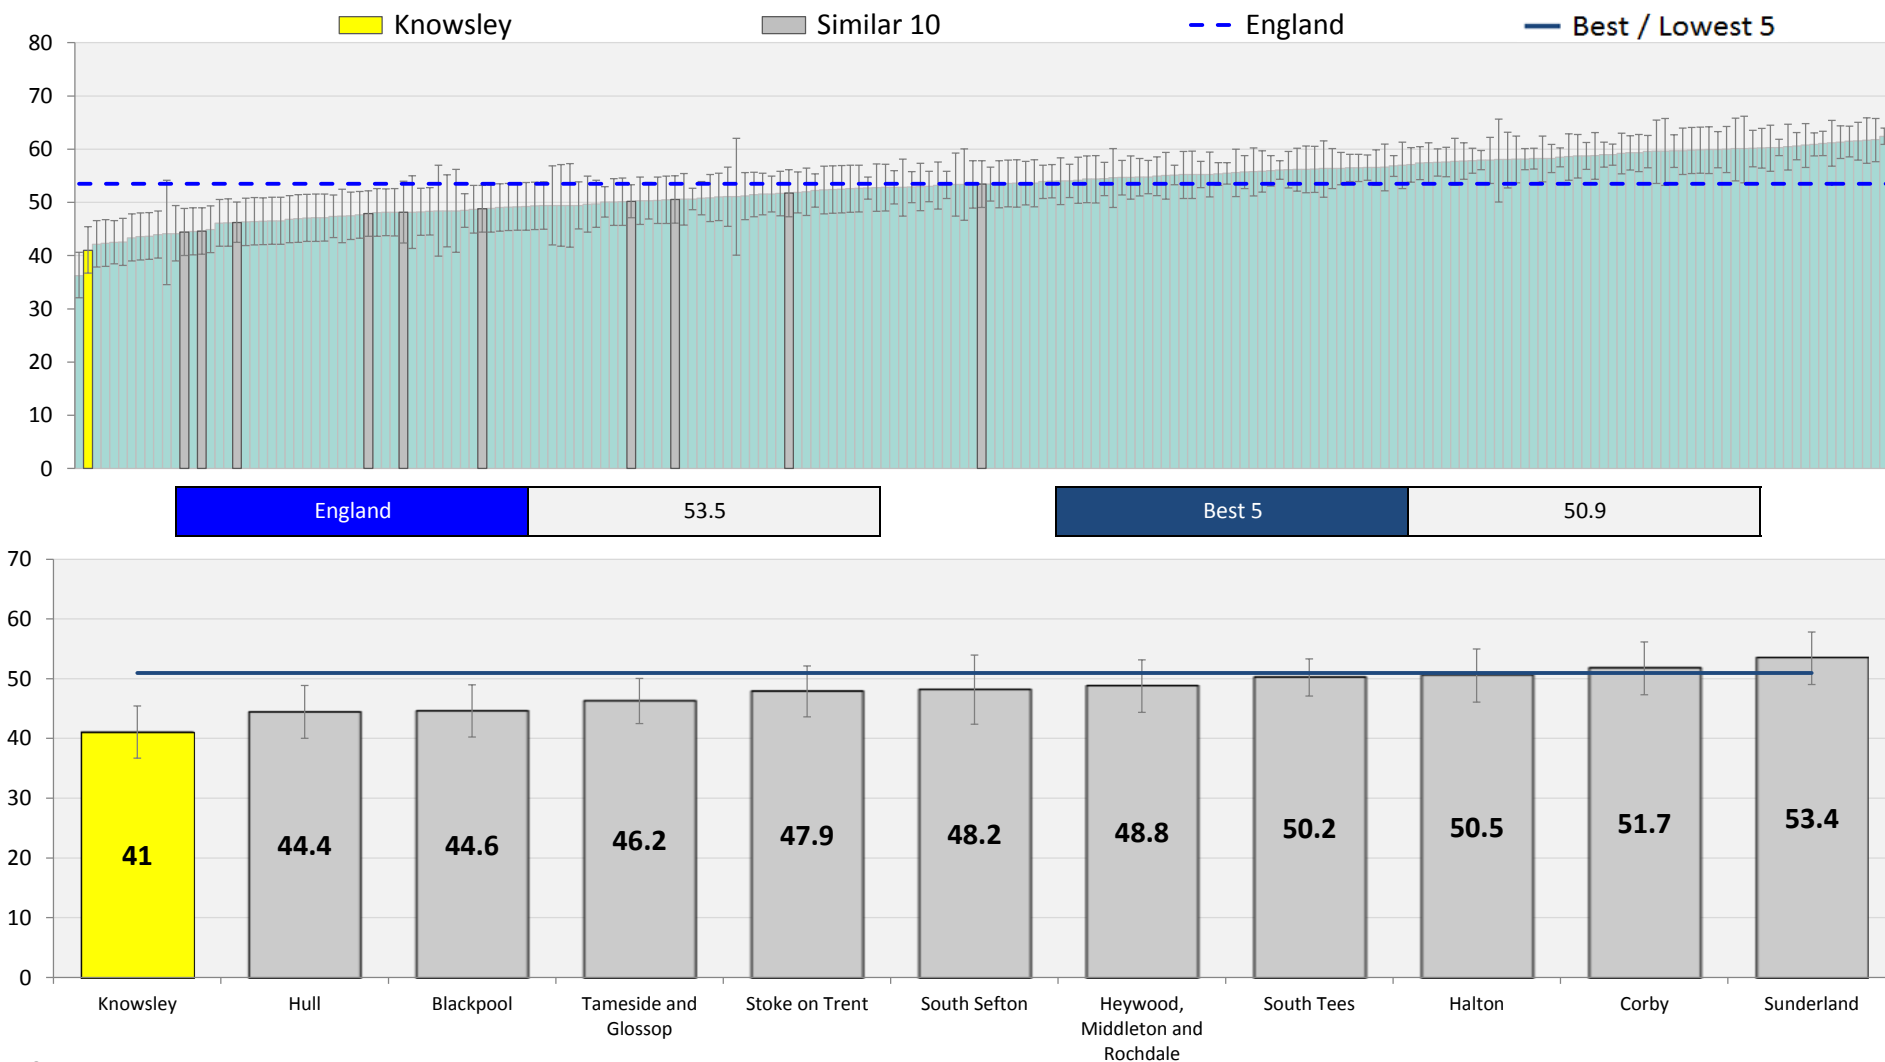 Knowsley Similar 10 England Best / Lowest 5
80
70
60
50
40
30
20
10
0
England 53.5 Best 5 50.9
70
60
50
40
30
20
10
0
41 44.4 44.6 46.2 47.9 48.2 48.8 50.2 50.5 51.7 53.4
Knowsley Hull Blackpool Tameside and Stoke on Trent South Sefton Heywood, South Tees Halton Corby Sunderland
Glossop Middleton and
Rochdale